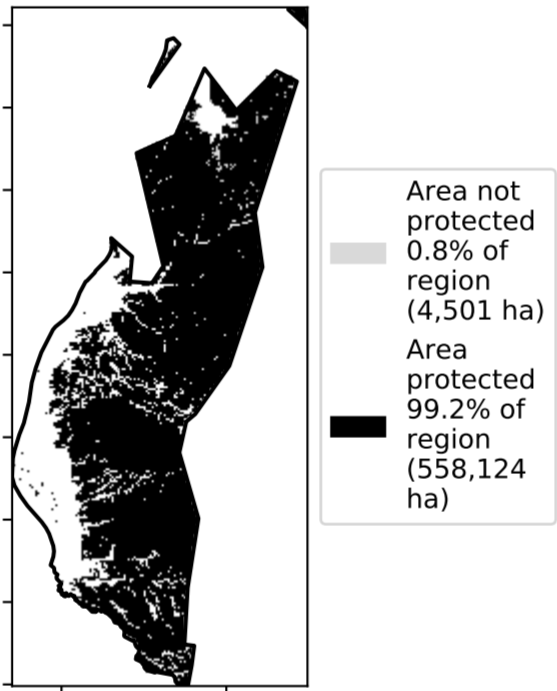 Area not
protected
0.8% of
region
(4,501 ha)
Area
protected
99.2% of
region
(558,124
ha)